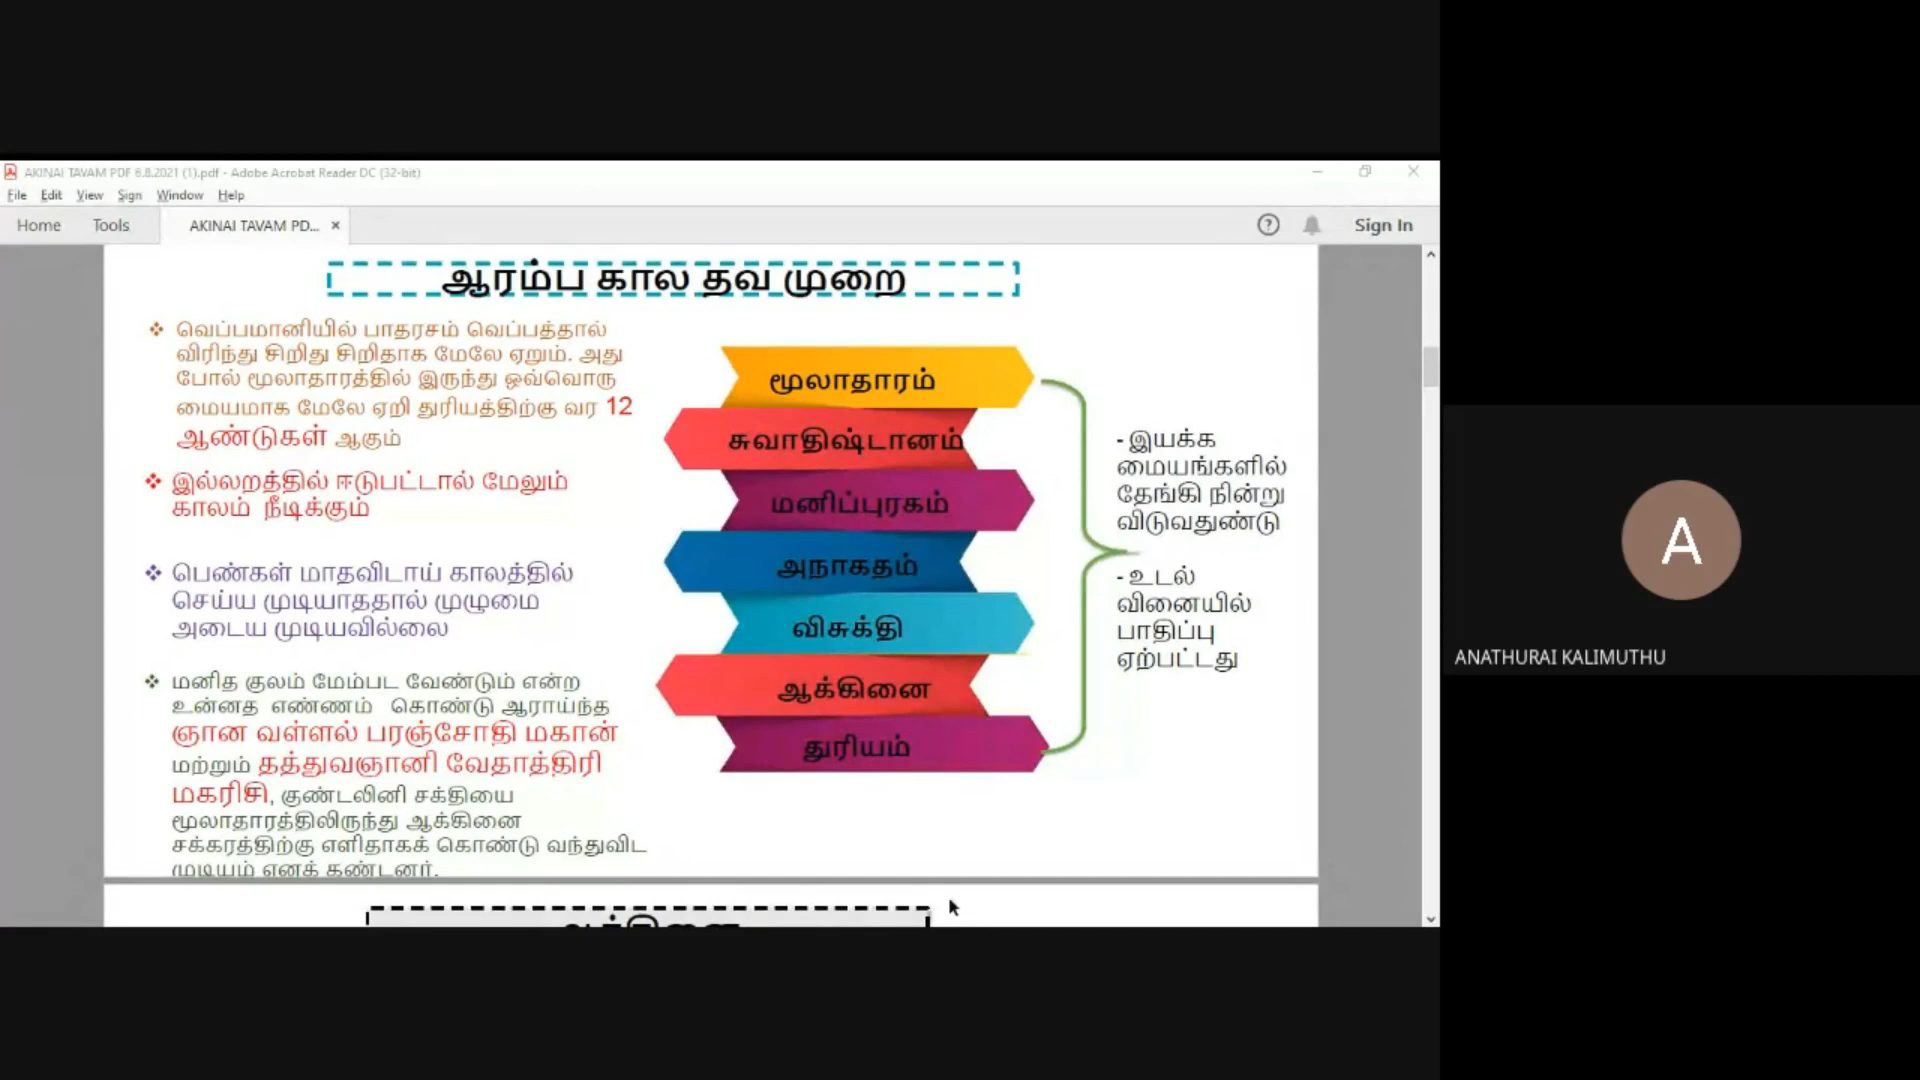 AKINAI TAVAM PDF 6.8.2021 (1).pdf - Adobe Acrobat Reader DC (32-bit)
File Edit View Sign Window Help
Home Tools AKINAI TAVAM PD... × Sign In
ஆரம்ப கால தவ முறை
❖ வெப்பமானியில் பாதரசம் வெப்பத்தால்
விரிந்து சிறிது சிறிதாக மேலே ஏறும். அது
போல் மூலாதாரத்தில் இருந்து ஒவ்வொரு
மையமாக மேலே ஏறி துரியத்திற்கு வர 12
ஆண்டுகள் ஆகும்
❖ இல்லறத்தில் ஈடுபட்டால் மேலும்
காலம் நீடிக்கும்
❖ பெண்கள் மாதவிடாய் காலத்தில்
செய்ய முடியாததால் முழுமை
அடைய முடியவில்லை
❖ மனித குலம் மேம்பட வேண்டும் என்ற
உன்னத எண்ணம் கொண்டு ஆராய்ந்த
ஞான வள்ளல் பரஞ்சோதி மகான்
மற்றும் தத்துவஞானி வேதாத்திரி
மகரிசி, குண்டலினி சக்தியை
மூலாதாரத்திலிருந்து ஆக்கினை
சக்கரத்திற்கு எளிதாகக் கொண்டு வந்துவிட
முடியும் எனக் கண்டனர்.
மூலாதாரம்
சுவாதிஷ்டானம்
மனிப்புரகம்
அநாகதம்
விசுக்தி
ஆக்கினை
துரியம்
- இயக்க
மையங்களில்
தேங்கி நின்று
விடுவதுண்டு
- உடல்
வினையில்
பாதிப்பு
ஏற்பட்டது
A
ANATHURAI KALIMUTHU